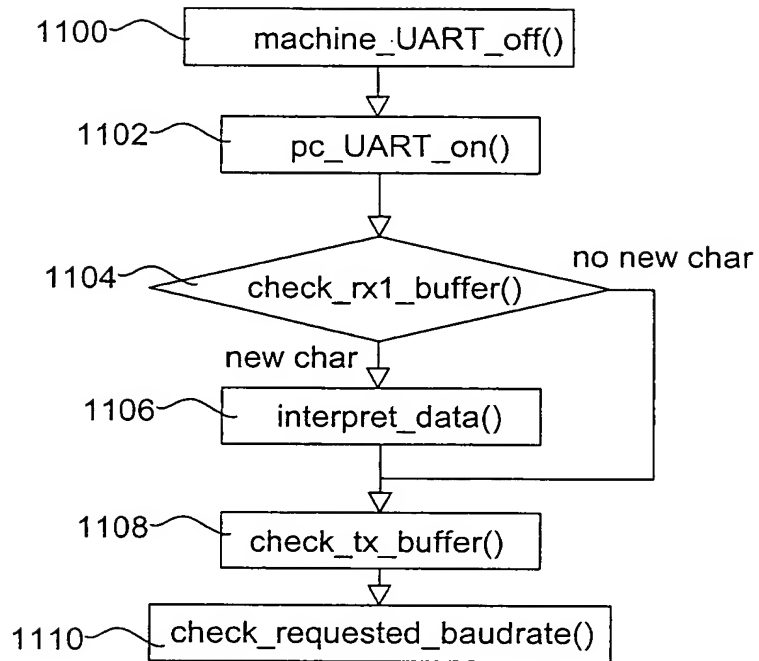 1100 machine_UART_off()
1102 pc_UART_on()
no new char
1104 check_rx1_buffer()
new char
1106 interpret_data()
1108 check_tx_buffer()
1110 check_requested_baudrate()